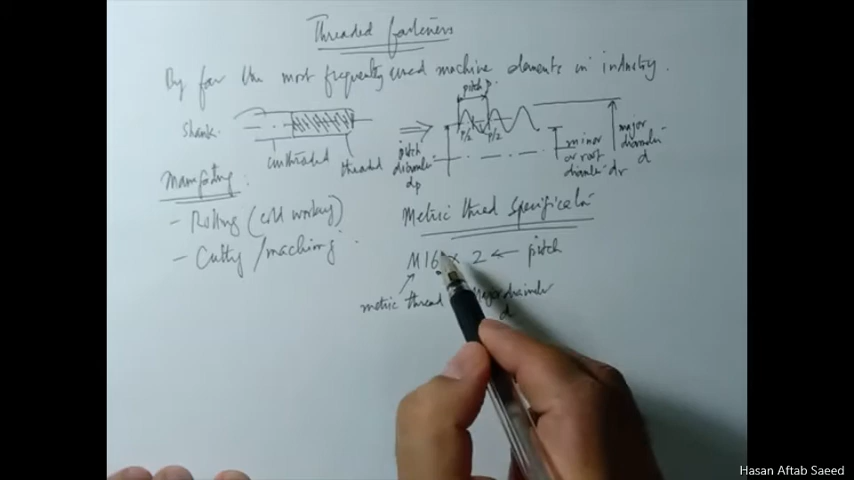 Threaded fasteners
By far the most frequently used machine elements in industry.
pitch p
shank
unthreaded
threaded
P/2 P/2
pitch diameter dp
minor or root diameter dr
major diameter d
Manufacturing
- Rolling (cold working)
- Cutting / machining
Metric thread specification
M16 x 2 ← pitch
metric thread
Major diameter d
Hasan Aftab Saeed